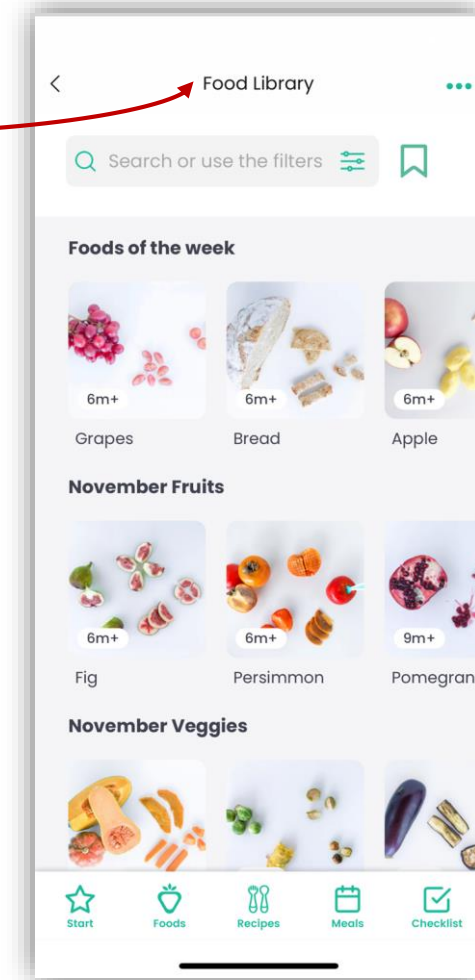 Food Library
Search or use the filters
Foods of the week
6m+ 6m+ 6m+
Grapes Bread Apple
November Fruits
6m+ 6m+ 9m+
Fig Persimmon Pomegran
November Veggies
Start Foods Recipes Meals Checklist